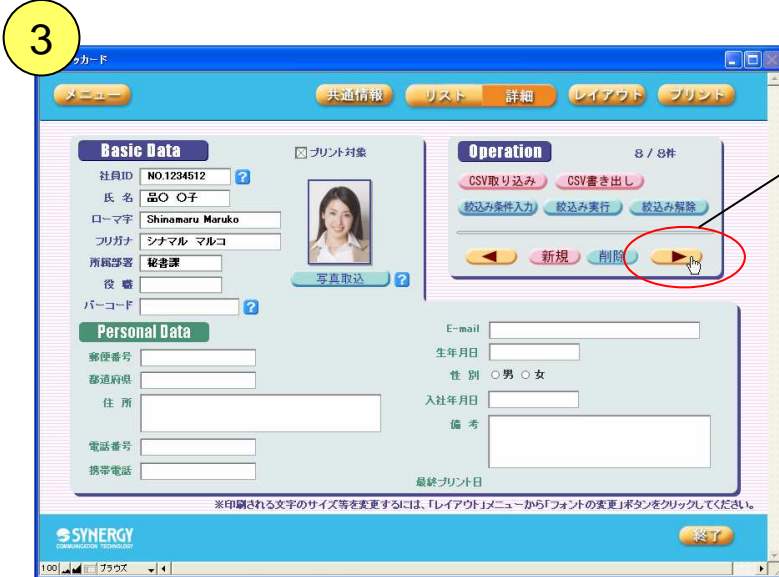 3
ゥカード
メニュー 共通情報 リスト 詳細 レイアウト プリント
Basic Data プリント対象
社員ID NO.1234512 ?
氏 名 品○ ○子
ローマ字 Shinamaru Maruko
フリガナ シナマル マルコ
所属部署 秘書課
役 職
バーコード ?
写真取込 ?
Operation 8 / 8件
CSV取り込み CSV書き出し
絞込み条件入力 絞込み実行 絞込み解除
新規 削除
Personal Data
郵便番号
都道府県
住 所
電話番号
携帯電話
E-mail
生年月日
性 別 男 女
入社年月日
備 考
最終プリント日
※印刷される文字のサイズ等を変更するには、「レイアウト」メニューから「フォントの変更」ボタンをクリックしてください。
SYNERGY
COMMUNICATION TECHNOLOGY
終了
100 ブラウズ